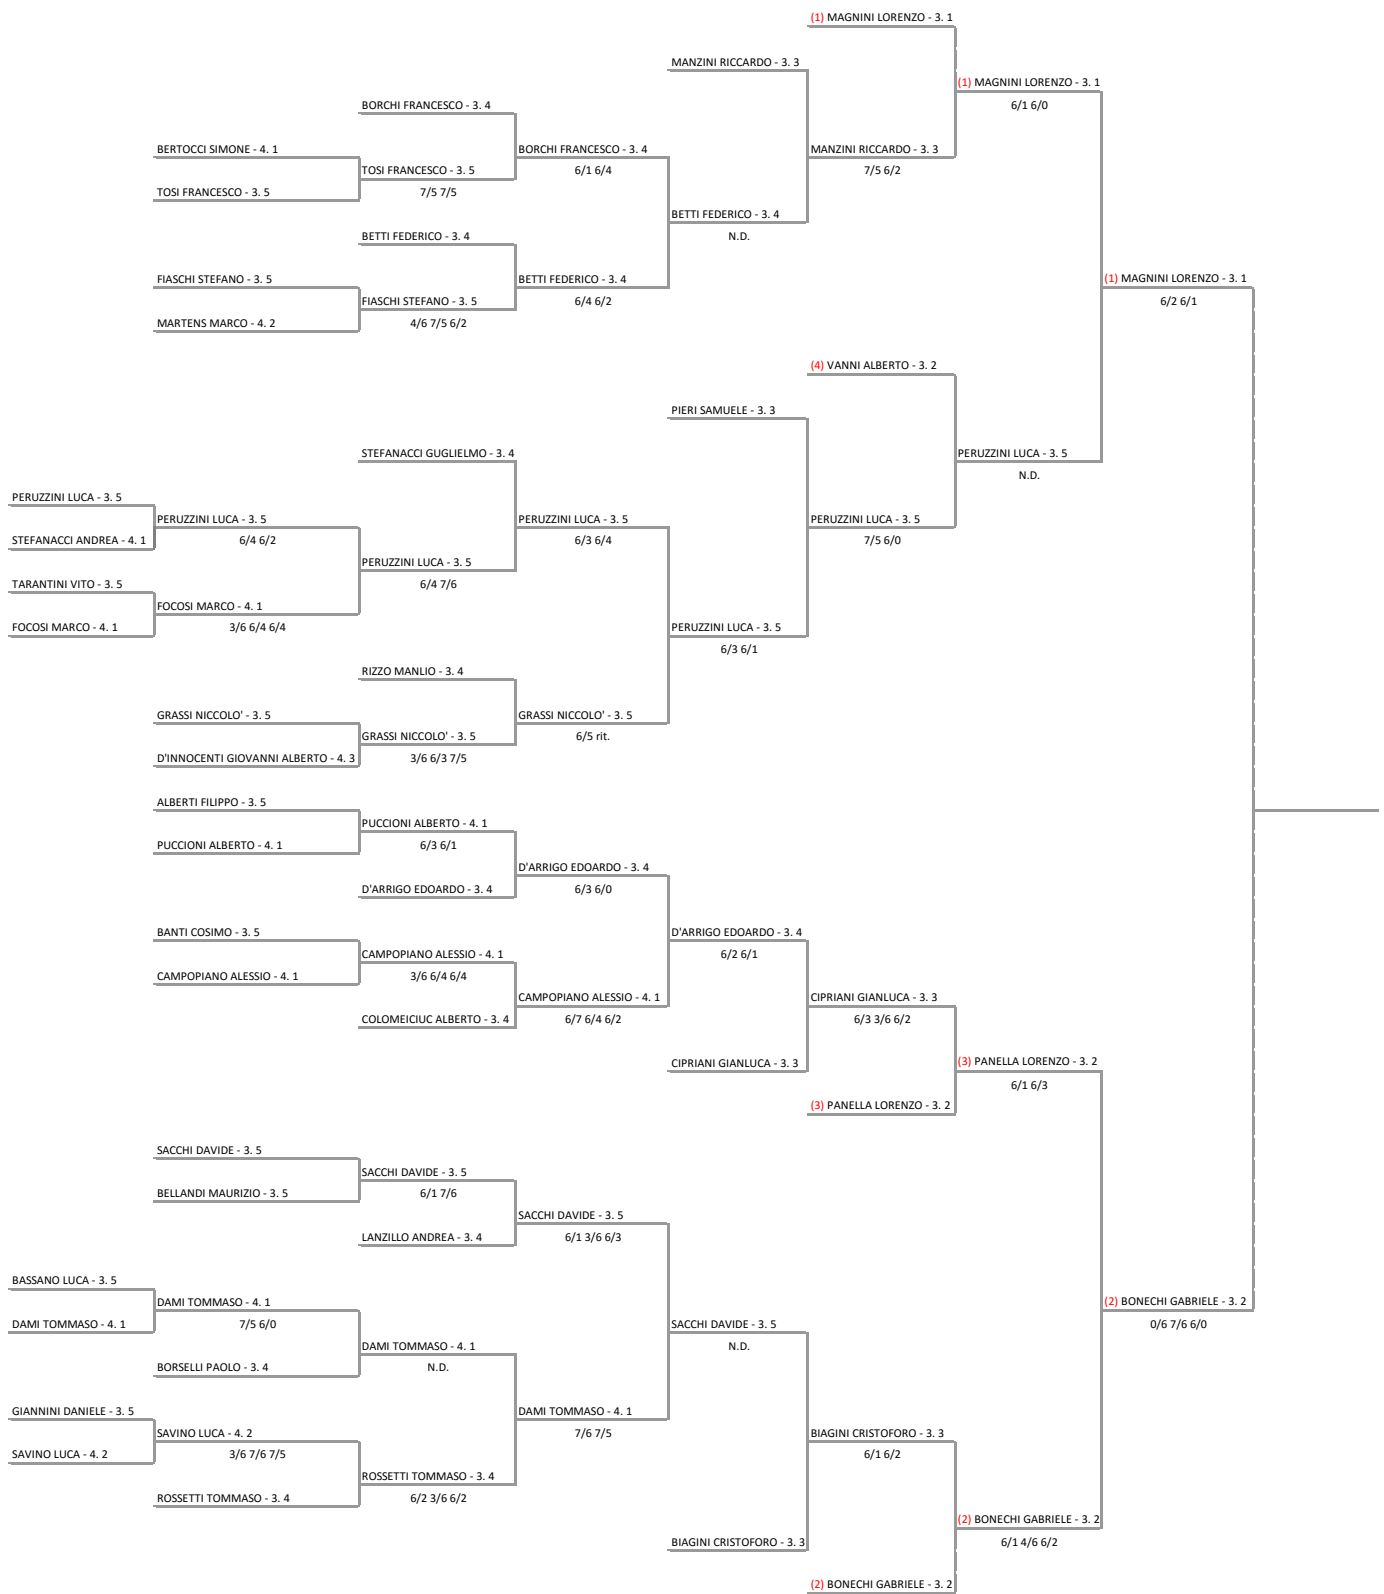 (1) MAGNINI LORENZO - 3. 1
MANZINI RICCARDO - 3. 3
(1) MAGNINI LORENZO - 3. 1
6/1 6/0
BORCHI FRANCESCO - 3. 4
BERTOCCI SIMONE - 4. 1
BORCHI FRANCESCO - 3. 4
MANZINI RICCARDO - 3. 3
6/1 6/4
7/5 6/2
TOSI FRANCESCO - 3. 5
TOSI FRANCESCO - 3. 5
7/5 7/5
BETTI FEDERICO - 3. 4
N.D.
BETTI FEDERICO - 3. 4
FIASCHI STEFANO - 3. 5
BETTI FEDERICO - 3. 4
(1) MAGNINI LORENZO - 3. 1
6/4 6/2
6/2 6/1
FIASCHI STEFANO - 3. 5
MARTENS MARCO - 4. 2
4/6 7/5 6/2
(4) VANNI ALBERTO - 3. 2
PIERI SAMUELE - 3. 3
STEFANACCI GUGLIELMO - 3. 4
PERUZZINI LUCA - 3. 5
N.D.
PERUZZINI LUCA - 3. 5
PERUZZINI LUCA - 3. 5
PERUZZINI LUCA - 3. 5
PERUZZINI LUCA - 3. 5
STEFANACCI ANDREA - 4. 1
6/4 6/2
6/3 6/4
7/5 6/0
PERUZZINI LUCA - 3. 5
6/4 7/6
TARANTINI VITO - 3. 5
FOCOSI MARCO - 4. 1
FOCOSI MARCO - 4. 1
3/6 6/4 6/4
PERUZZINI LUCA - 3. 5
6/3 6/1
RIZZO MANLIO - 3. 4
GRASSI NICCOLO' - 3. 5
GRASSI NICCOLO' - 3. 5
GRASSI NICCOLO' - 3. 5
6/5 rit.
D'INNOCENTI GIOVANNI ALBERTO - 4. 3
3/6 6/3 7/5
ALBERTI FILIPPO - 3. 5
PUCCIONI ALBERTO - 4. 1
PUCCIONI ALBERTO - 4. 1
6/3 6/1
D'ARRIGO EDOARDO - 3. 4
D'ARRIGO EDOARDO - 3. 4
6/3 6/0
BANTI COSIMO - 3. 5
D'ARRIGO EDOARDO - 3. 4
CAMPOPIANO ALESSIO - 4. 1
6/2 6/1
CAMPOPIANO ALESSIO - 4. 1
3/6 6/4 6/4
CAMPOPIANO ALESSIO - 4. 1
CIPRIANI GIANLUCA - 3. 3
COLOMEICIUC ALBERTO - 3. 4
6/7 6/4 6/2
6/3 3/6 6/2
CIPRIANI GIANLUCA - 3. 3
(3) PANELLA LORENZO - 3. 2
6/1 6/3
(3) PANELLA LORENZO - 3. 2
SACCHI DAVIDE - 3. 5
SACCHI DAVIDE - 3. 5
BELLANDI MAURIZIO - 3. 5
6/1 7/6
SACCHI DAVIDE - 3. 5
LANZILLO ANDREA - 3. 4
6/1 3/6 6/3
BASSANO LUCA - 3. 5
DAMI TOMMASO - 4. 1
(2) BONECHI GABRIELE - 3. 2
DAMI TOMMASO - 4. 1
7/5 6/0
SACCHI DAVIDE - 3. 5
0/6 7/6 6/0
DAMI TOMMASO - 4. 1
N.D.
BORSELLI PAOLO - 3. 4
N.D.
GIANNINI DANIELE - 3. 5
DAMI TOMMASO - 4. 1
SAVINO LUCA - 4. 2
7/6 7/5
BIAGINI CRISTOFORO - 3. 3
SAVINO LUCA - 4. 2
3/6 7/6 7/5
6/1 6/2
ROSSETTI TOMMASO - 3. 4
ROSSETTI TOMMASO - 3. 4
6/2 3/6 6/2
(2) BONECHI GABRIELE - 3. 2
BIAGINI CRISTOFORO - 3. 3
6/1 4/6 6/2
(2) BONECHI GABRIELE - 3. 2